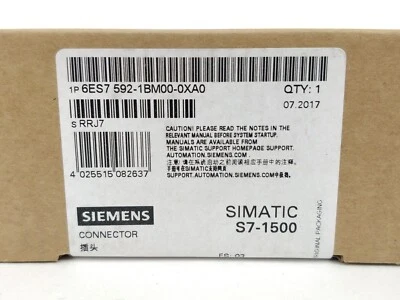 1P 6ES7 592-1BM00-0XA0
QTY: 1
07.2017
S RRJ7
CAUTION! PLEASE READ THE NOTES IN
THE RELEVANT MANUAL
BEFORE SYSTEM STARTUP.
MANUALS ARE AVAILABLE FROM
THE SIMATIC SUPPORT HOMEPAGE SUPPORT.
AUTOMATION.SIEMENS.COM
SUPPORT.AUTOMATION.SIEMENS.COM
4 025515 082637
SIEMENS
SIMATIC
S7-1500
CONNECTOR
插头
ORIGINAL PACKAGING